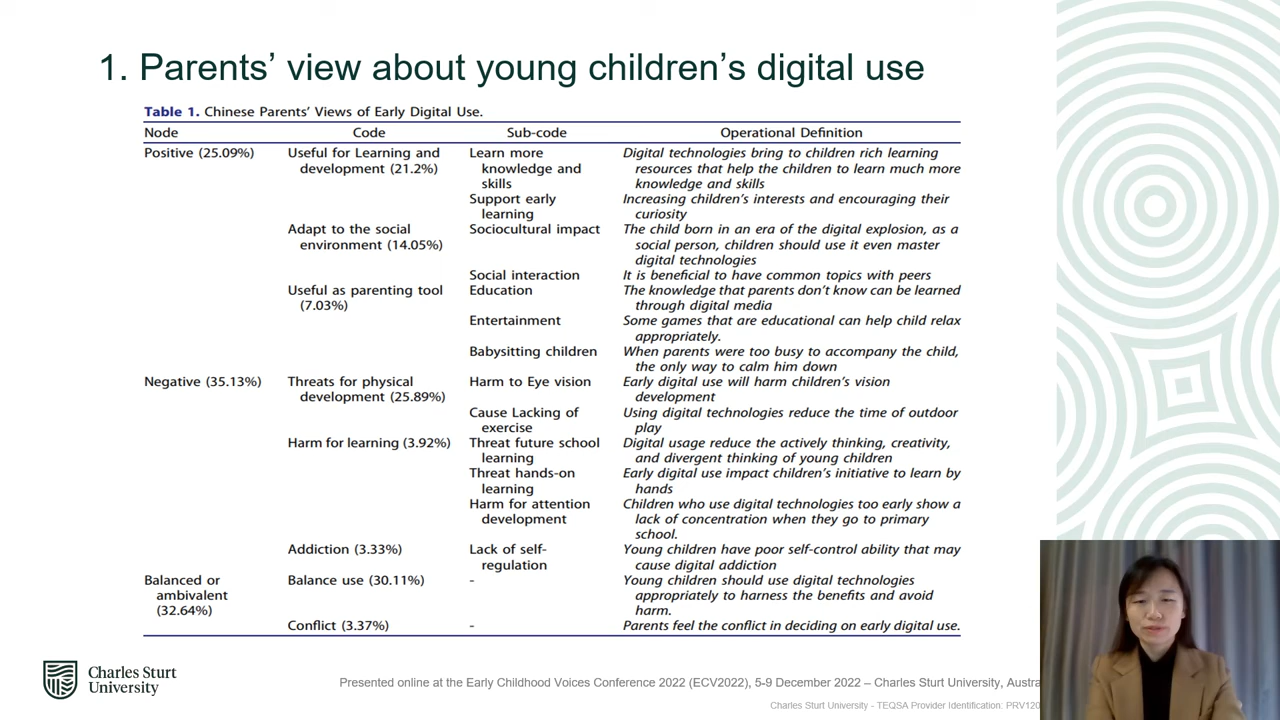 1. Parents' view about young children's digital use
Table 1. Chinese Parents' Views of Early Digital Use.
Node Code Sub-code Operational Definition
Positive (25.09%) Useful for Learning and Learn more Digital technologies bring to children rich learning
development (21.2%) knowledge and resources that help the children to learn much more
skills knowledge and skills
Support early Increasing children's interests and encouraging their
learning curiosity
Adapt to the social Sociocultural impact The child born in an era of the digital explosion, as a
environment (14.05%) social person, children should use it even master
digital technologies
Social interaction It is beneficial to have common topics with peers
Useful as parenting tool Education The knowledge that parents don't know can be learned
(7.03%) through digital media
Entertainment Some games that are educational can help child relax
appropriately.
Babysitting children When parents were too busy to accompany the child,
the only way to calm him down
Negative (35.13%) Threats for physical Harm to Eye vision Early digital use will harm children's vision
development (25.89%) development
Cause Lacking of Using digital technologies reduce the time of outdoor
exercise play
Harm for learning (3.92%) Threat future school Digital usage reduce the actively thinking, creativity,
learning and divergent thinking of young children
Threat hands-on Early digital use impact children's initiative to learn by
learning hands
Harm for attention Children who use digital technologies too early show a
development lack of concentration when they go to primary
school.
Addiction (3.33%) Lack of self- Young children have poor self-control ability that may
regulation cause digital addiction
Balanced or Balance use (30.11%) - Young children should use digital technologies
ambivalent appropriately to harness the benefits and avoid
(32.64%) harm.
Conflict (3.37%) - Parents feel the conflict in deciding on early digital use.
Charles Sturt
University
Presented online at the Early Childhood Voices Conference 2022 (ECV2022), 5-9 December 2022 – Charles Sturt University, Austra
Charles Sturt University - TEQSA Provider Identification: PRV120